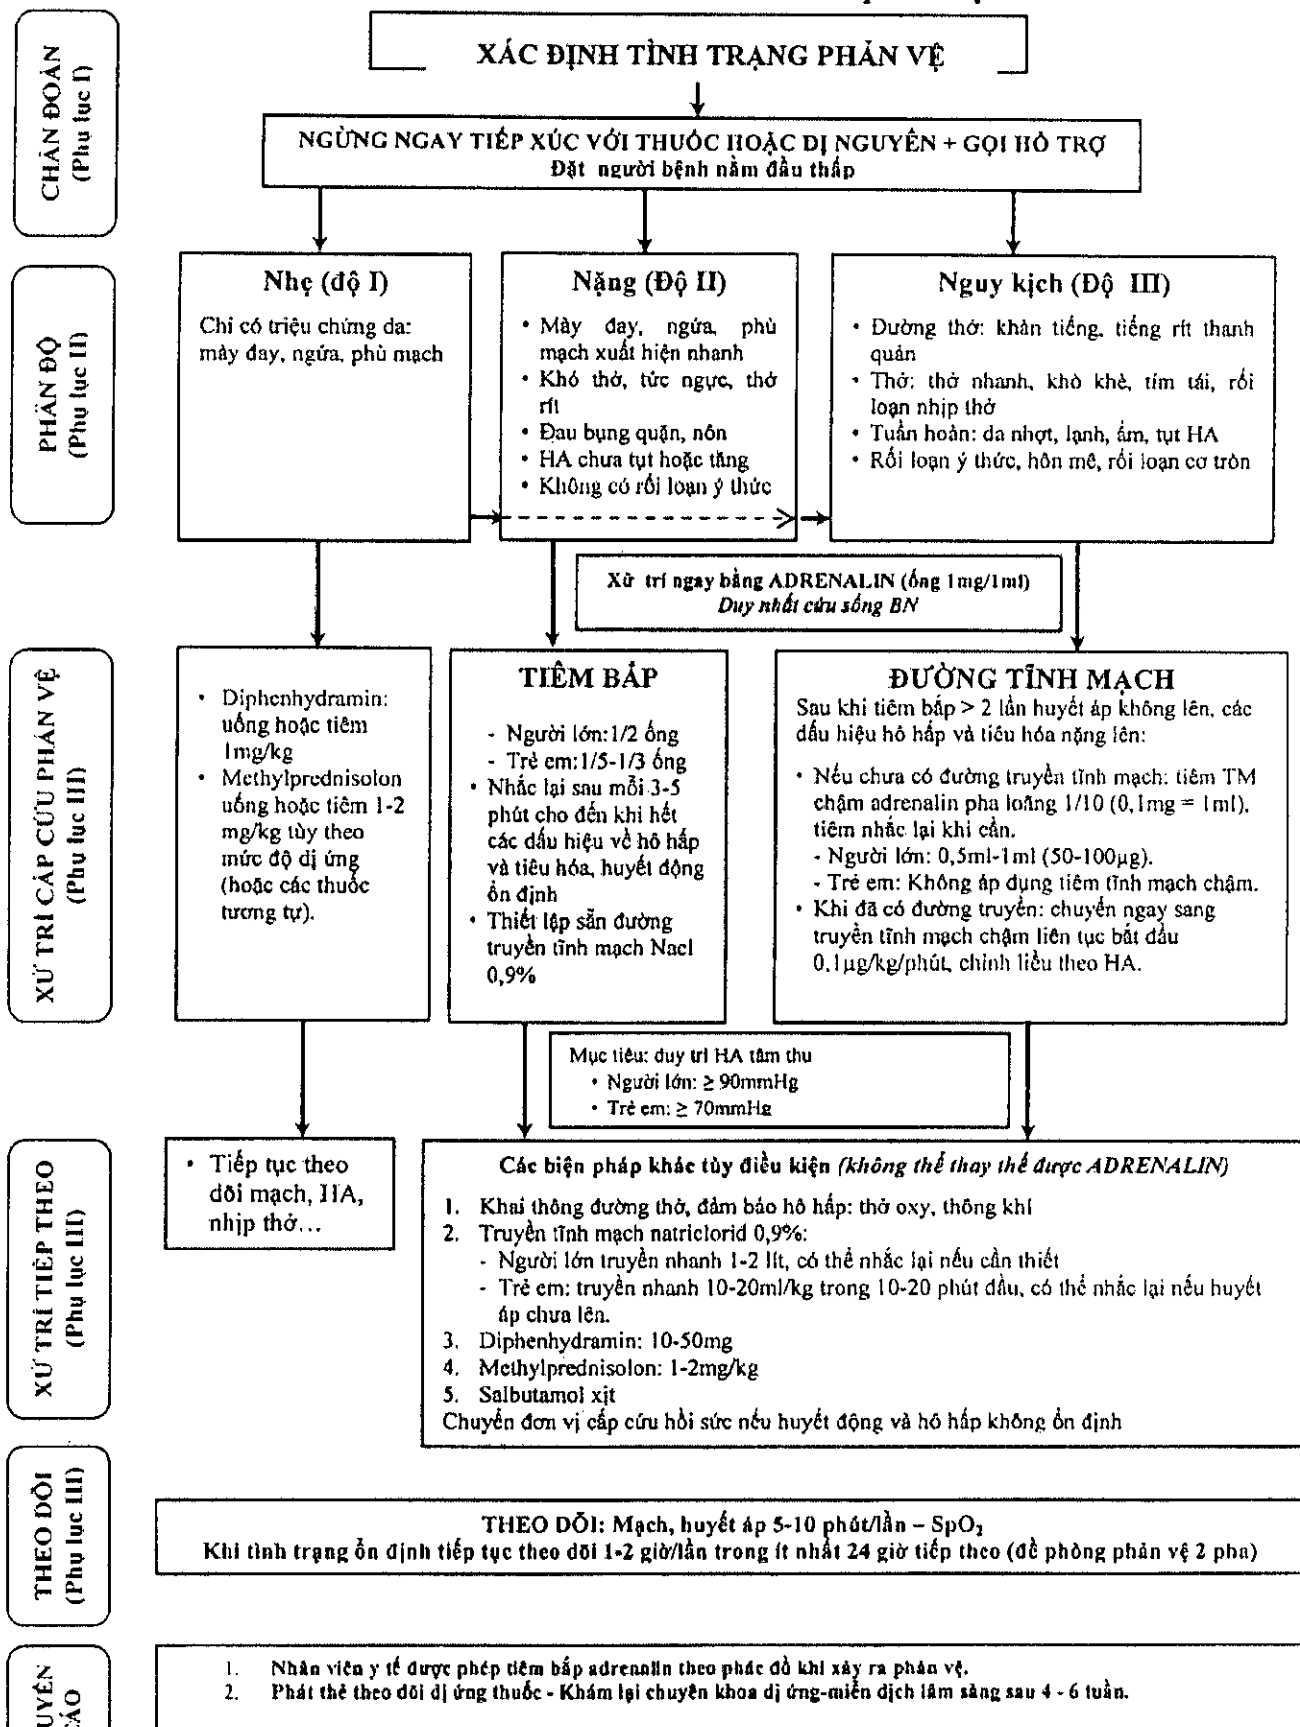 XÁC ĐỊNH TÌNH TRẠNG PHẢN VỆ
CHẨN ĐOÁN
(Phụ lục I)
NGỪNG NGAY TIẾP XÚC VỚI THUỐC HOẶC DỊ NGUYÊN + GỌI HỖ TRỢ
Đặt người bệnh nằm đầu thấp
PHÂN ĐỘ
(Phụ lục II)
Nhẹ (độ I)
Chỉ có triệu chứng da:
mày đay, ngứa, phù mạch
Nặng (Độ II)
• Mày đay, ngứa, phù
mạch xuất hiện nhanh
• Khó thở, tức ngực, thở
rít
• Đau bụng quặn, nôn
• HA chưa tụt hoặc tăng
• Không có rối loạn ý thức
Nguy kịch (Độ III)
• Đường thở: khàn tiếng, tiếng rít thanh
quản
• Thở: thở nhanh, khò khè, tím tái, rối
loạn nhịp thở
• Tuần hoàn: da nhợt, lạnh, ẩm, tụt HA
• Rối loạn ý thức, hôn mê, rối loạn cơ tròn
Xử trí ngay bằng ADRENALIN (ống 1mg/1ml)
Duy nhất cứu sống BN
XỬ TRÍ CẤP CỨU PHẢN VỆ
(Phụ lục III)
• Diphenhydramin:
uống hoặc tiêm
1mg/kg
• Methylprednisolon
uống hoặc tiêm 1-2
mg/kg tùy theo
mức độ dị ứng
(hoặc các thuốc
tương tự).
TIÊM BẮP
- Người lớn:1/2 ống
- Trẻ em:1/5-1/3 ống
• Nhắc lại sau mỗi 3-5
phút cho đến khi hết
các dấu hiệu về hô hấp
và tiêu hóa, huyết động
ổn định
• Thiết lập sẵn đường
truyền tĩnh mạch Nacl
0,9%
ĐƯỜNG TĨNH MẠCH
Sau khi tiêm bắp > 2 lần huyết áp không lên, các
dấu hiệu hô hấp và tiêu hóa nặng lên:
• Nếu chưa có đường truyền tĩnh mạch: tiêm TM
chậm adrenalin pha loãng 1/10 (0,1mg = 1ml),
tiêm nhắc lại khi cần.
- Người lớn: 0,5ml-1ml (50-100µg).
- Trẻ em: Không áp dụng tiêm tĩnh mạch chậm.
• Khi đã có đường truyền: chuyển ngay sang
truyền tĩnh mạch chậm liên tục bắt đầu
0,1µg/kg/phút, chỉnh liều theo HA.
Mục tiêu: duy trì HA tâm thu
• Người lớn: ≥ 90mmHg
• Trẻ em: ≥ 70mmHg
XỬ TRÍ TIẾP THEO
(Phụ lục III)
• Tiếp tục theo
dõi mạch, HA,
nhịp thở…
Các biện pháp khác tùy điều kiện (không thể thay thế được ADRENALIN)
1. Khai thông đường thở, đảm bảo hô hấp: thở oxy, thông khí
2. Truyền tĩnh mạch natriclorid 0,9%:
- Người lớn truyền nhanh 1-2 lít, có thể nhắc lại nếu cần thiết
- Trẻ em: truyền nhanh 10-20ml/kg trong 10-20 phút đầu, có thể nhắc lại nếu huyết
áp chưa lên.
3. Diphenhydramin: 10-50mg
4. Methylprednisolon: 1-2mg/kg
5. Salbutamol xịt
Chuyển đơn vị cấp cứu hồi sức nếu huyết động và hô hấp không ổn định
THEO DÕI
(Phụ lục III)
THEO DÕI: Mạch, huyết áp 5-10 phút/lần – SpO₂
Khi tình trạng ổn định tiếp tục theo dõi 1-2 giờ/lần trong ít nhất 24 giờ tiếp theo (đề phòng phản vệ 2 pha)
1. Nhân viên y tế được phép tiêm bắp adrenalin theo phác đồ khi xảy ra phản vệ.
2. Phát thẻ theo dõi dị ứng thuốc - Khám lại chuyên khoa dị ứng-miễn dịch lâm sàng sau 4 - 6 tuần.